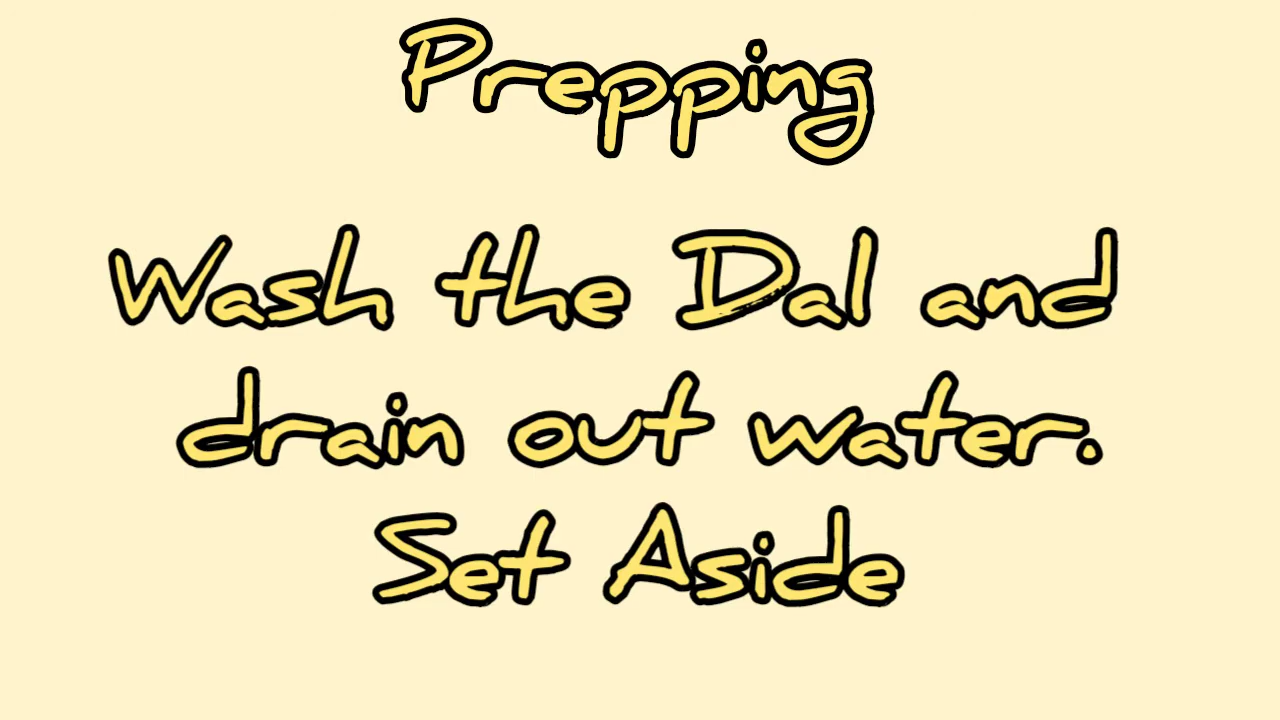 Prepping
Wash the Dal and
drain out water.
Set Aside